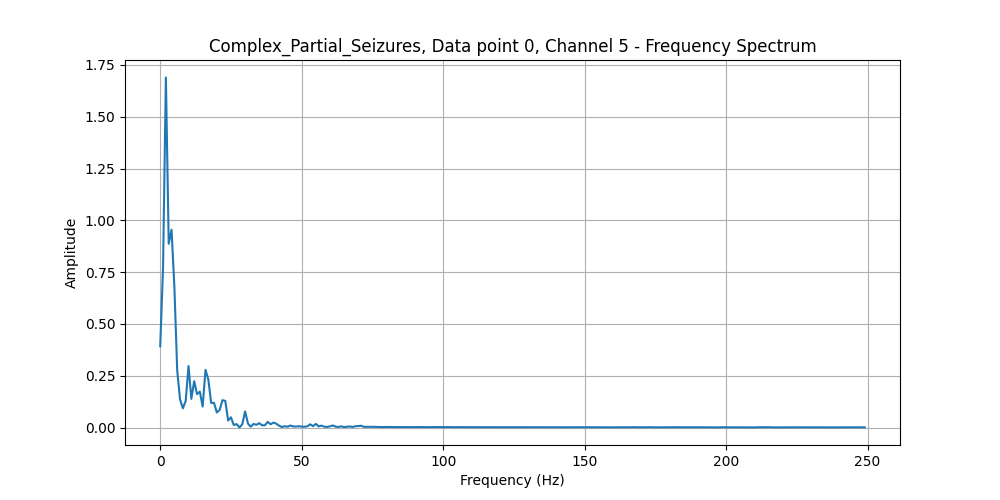 Complex_Partial_Seizures, Data point 0, Channel 5 - Frequency Spectrum
1.75
1.50
1.25
1.00
0.75
0.50
0.25
0.00
Amplitude
0 50 100 150 200 250
Frequency (Hz)